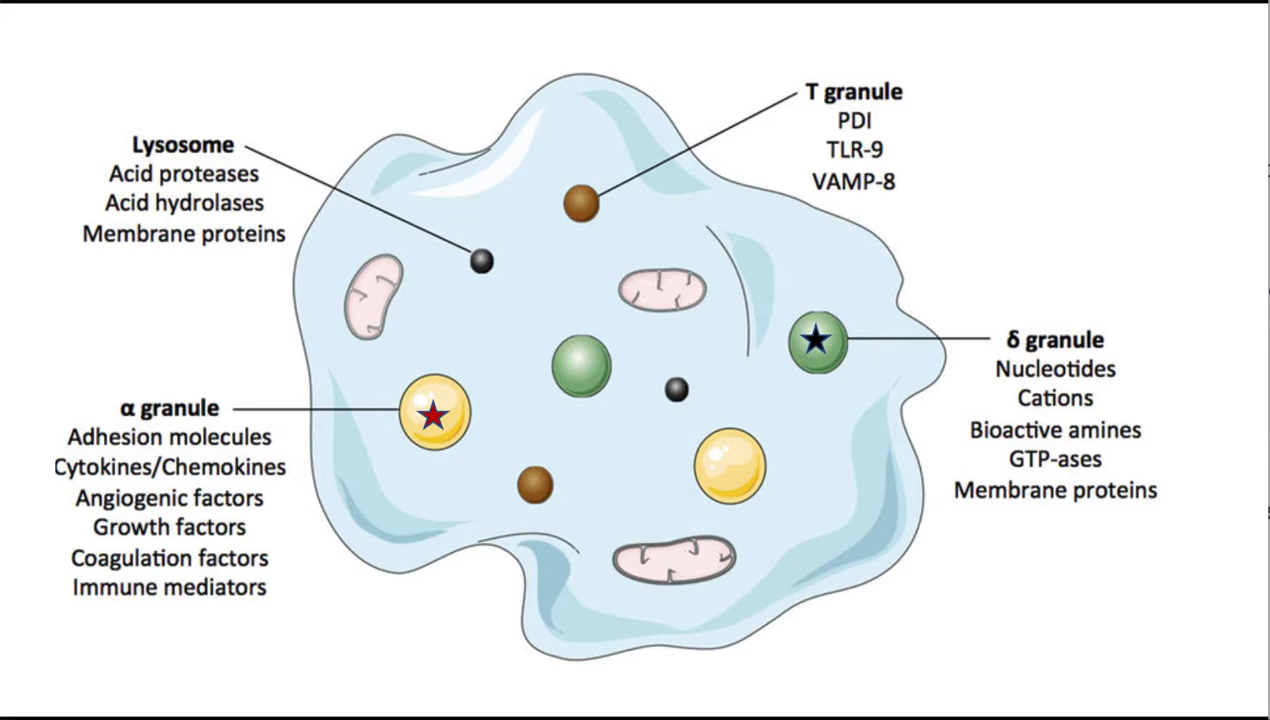 T granule
PDI
TLR-9
VAMP-8
Lysosome
Acid proteases
Acid hydrolases
Membrane proteins
δ granule
Nucleotides
Cations
Bioactive amines
GTP-ases
Membrane proteins
α granule
Adhesion molecules
Cytokines/Chemokines
Angiogenic factors
Growth factors
Coagulation factors
Immune mediators